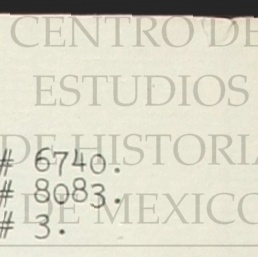 CENTRO DE
ESTUDIOS
DE HISTORIA
DE MEXICO
# 6740.
# 8083.
# 3.